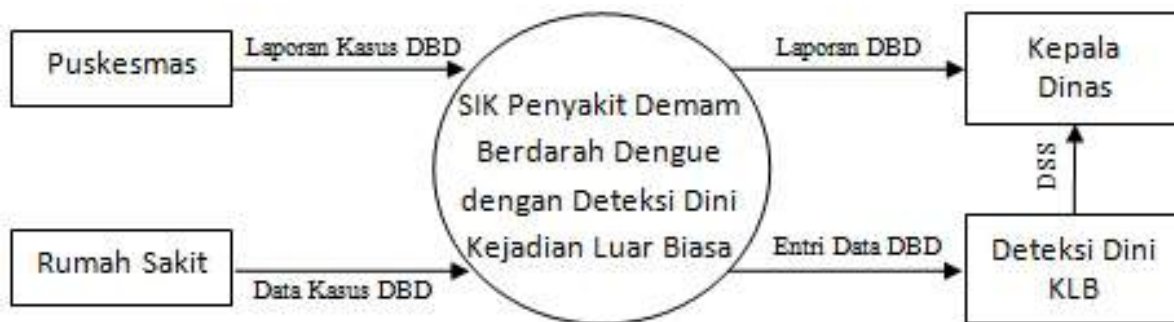 Puskesmas
Laporan Kasus DBD
SIK Penyakit Demam
Berdarah Dengue
dengan Deteksi Dini
Kejadian Luar Biasa
Laporan DBD
Kepala
Dinas
DSS
Rumah Sakit
Data Kasus DBD
Entri Data DBD
Deteksi Dini
KLB